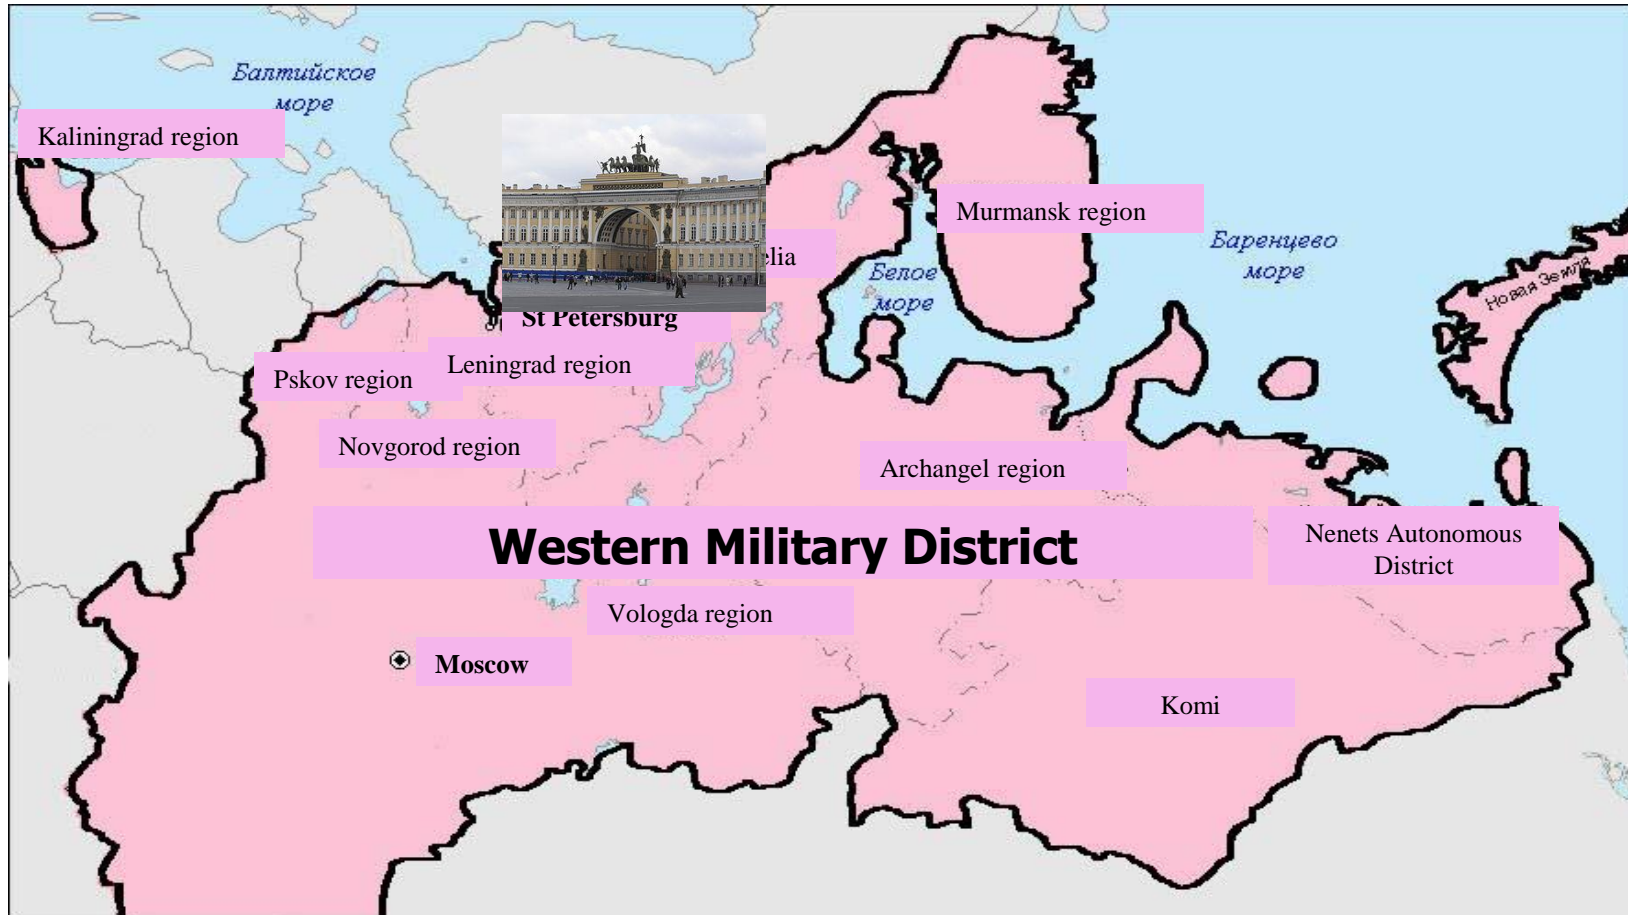 Балтийское
море
Kaliningrad region
Murmansk region
Баренцево
море
elia
Белое
море
Новая Земля
St Petersburg
Leningrad region
Pskov region
Novgorod region
Archangel region
Western Military District
Nenets Autonomous
District
Vologda region
Moscow
Komi